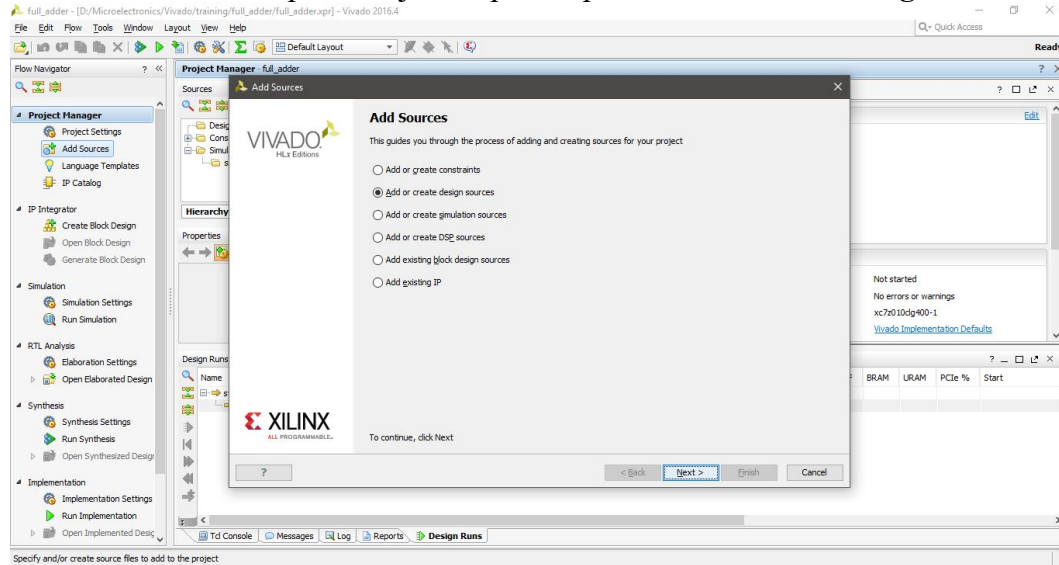 full_adder - [D:/Microelectronics/Vivado/training/full_adder/full_adder.xpr] - Vivado 2016.4
File Edit Flow Tools Window Layout View Help
Quick Access
Default Layout
Ready
Flow Navigator
Project Manager
Project Settings
Add Sources
Language Templates
IP Catalog
IP Integrator
Create Block Design
Open Block Design
Generate Block Design
Simulation
Simulation Settings
Run Simulation
RTL Analysis
Elaboration Settings
Open Elaborated Design
Synthesis
Synthesis Settings
Run Synthesis
Open Synthesized Design
Implementation
Implementation Settings
Run Implementation
Open Implemented Desig
Project Manager - full_adder
Sources
Desig
Cons
Simul
s
Hierarchy
Properties
Edit
Not started
No errors or warnings
xc7z010clg400-1
Vivado Implementation Defaults
Design Runs
Name
BRAM URAM PCIe % Start
Add Sources
VIVADO
HLx Editions
Add Sources
This guides you through the process of adding and creating sources for your project
Add or create constraints
Add or create design sources
Add or create simulation sources
Add or create DSP sources
Add existing block design sources
Add existing IP
XILINX
ALL PROGRAMMABLE.
To continue, click Next
?
< Back Next > Finish Cancel
Tcl Console Messages Log Reports Design Runs
Specify and/or create source files to add to the project